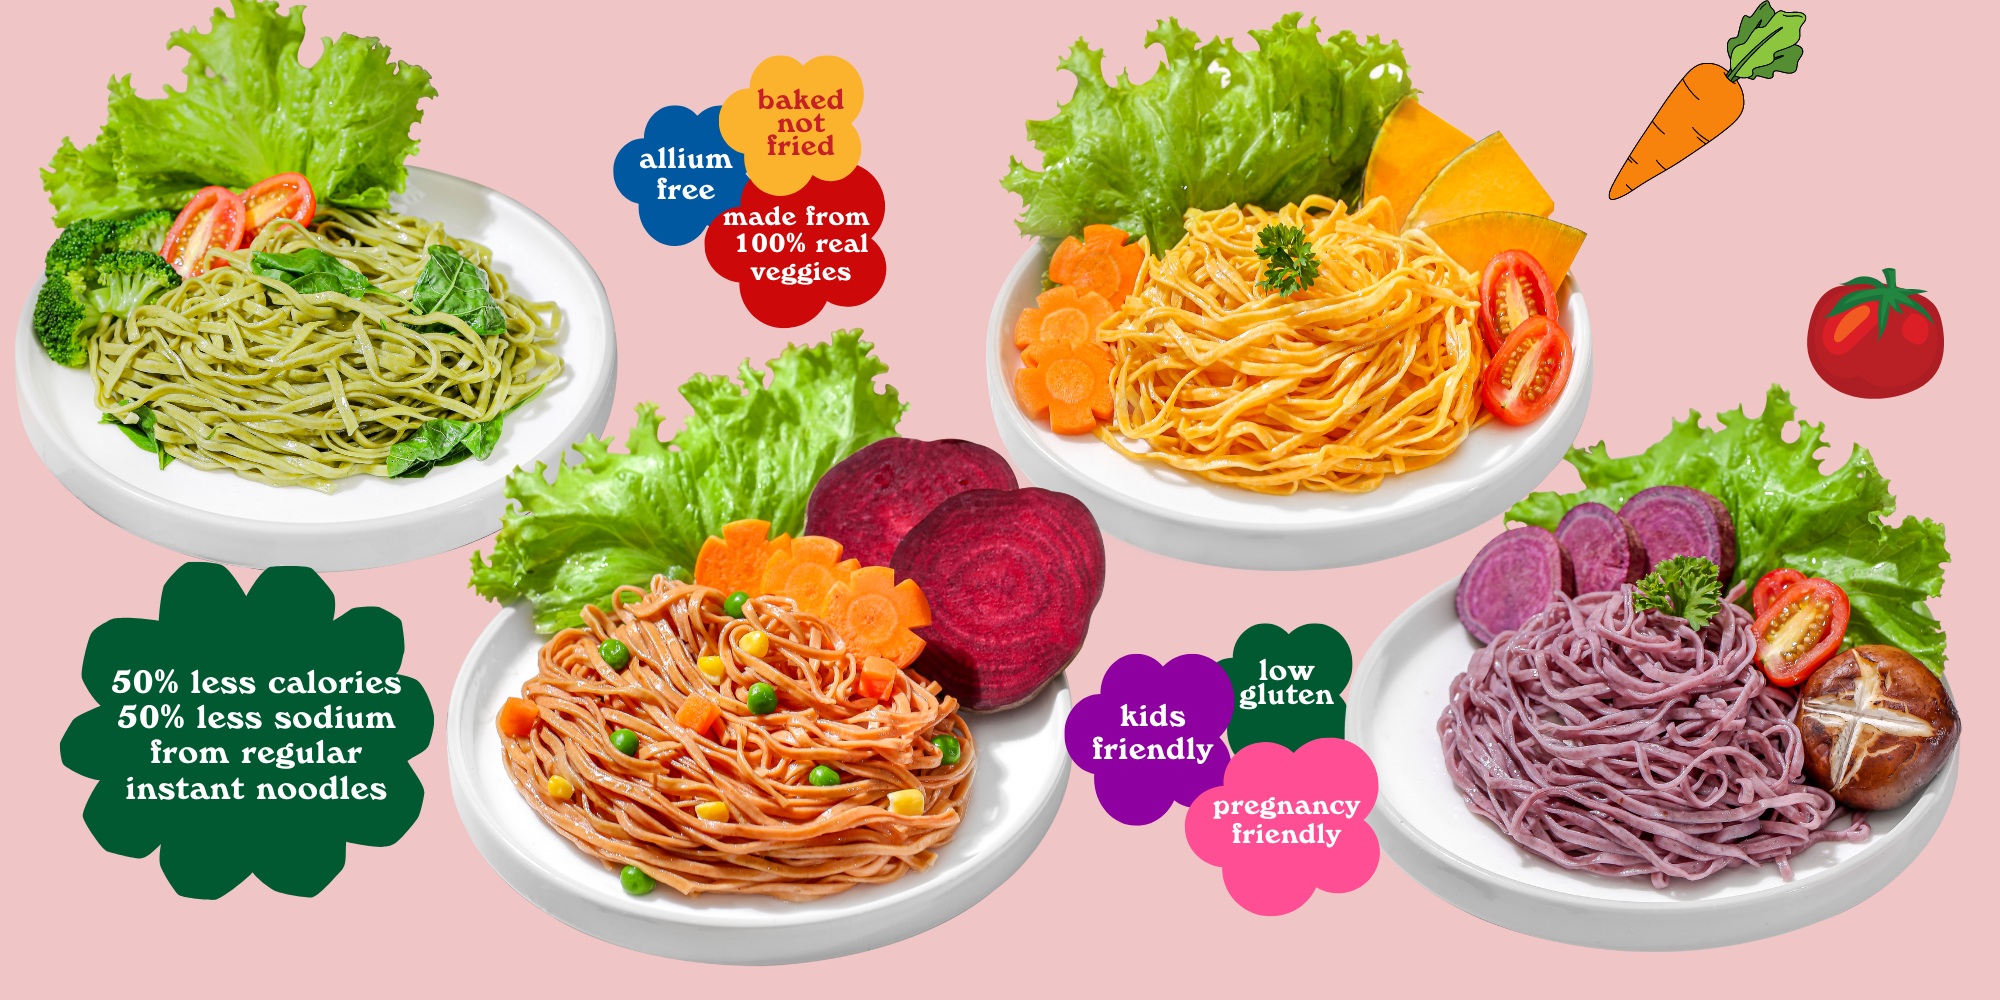 baked
not
fried
allium
free
made from
100% real
veggies
50% less calories
50% less sodium
from regular
instant noodles
low
gluten
kids
friendly
pregnancy
friendly